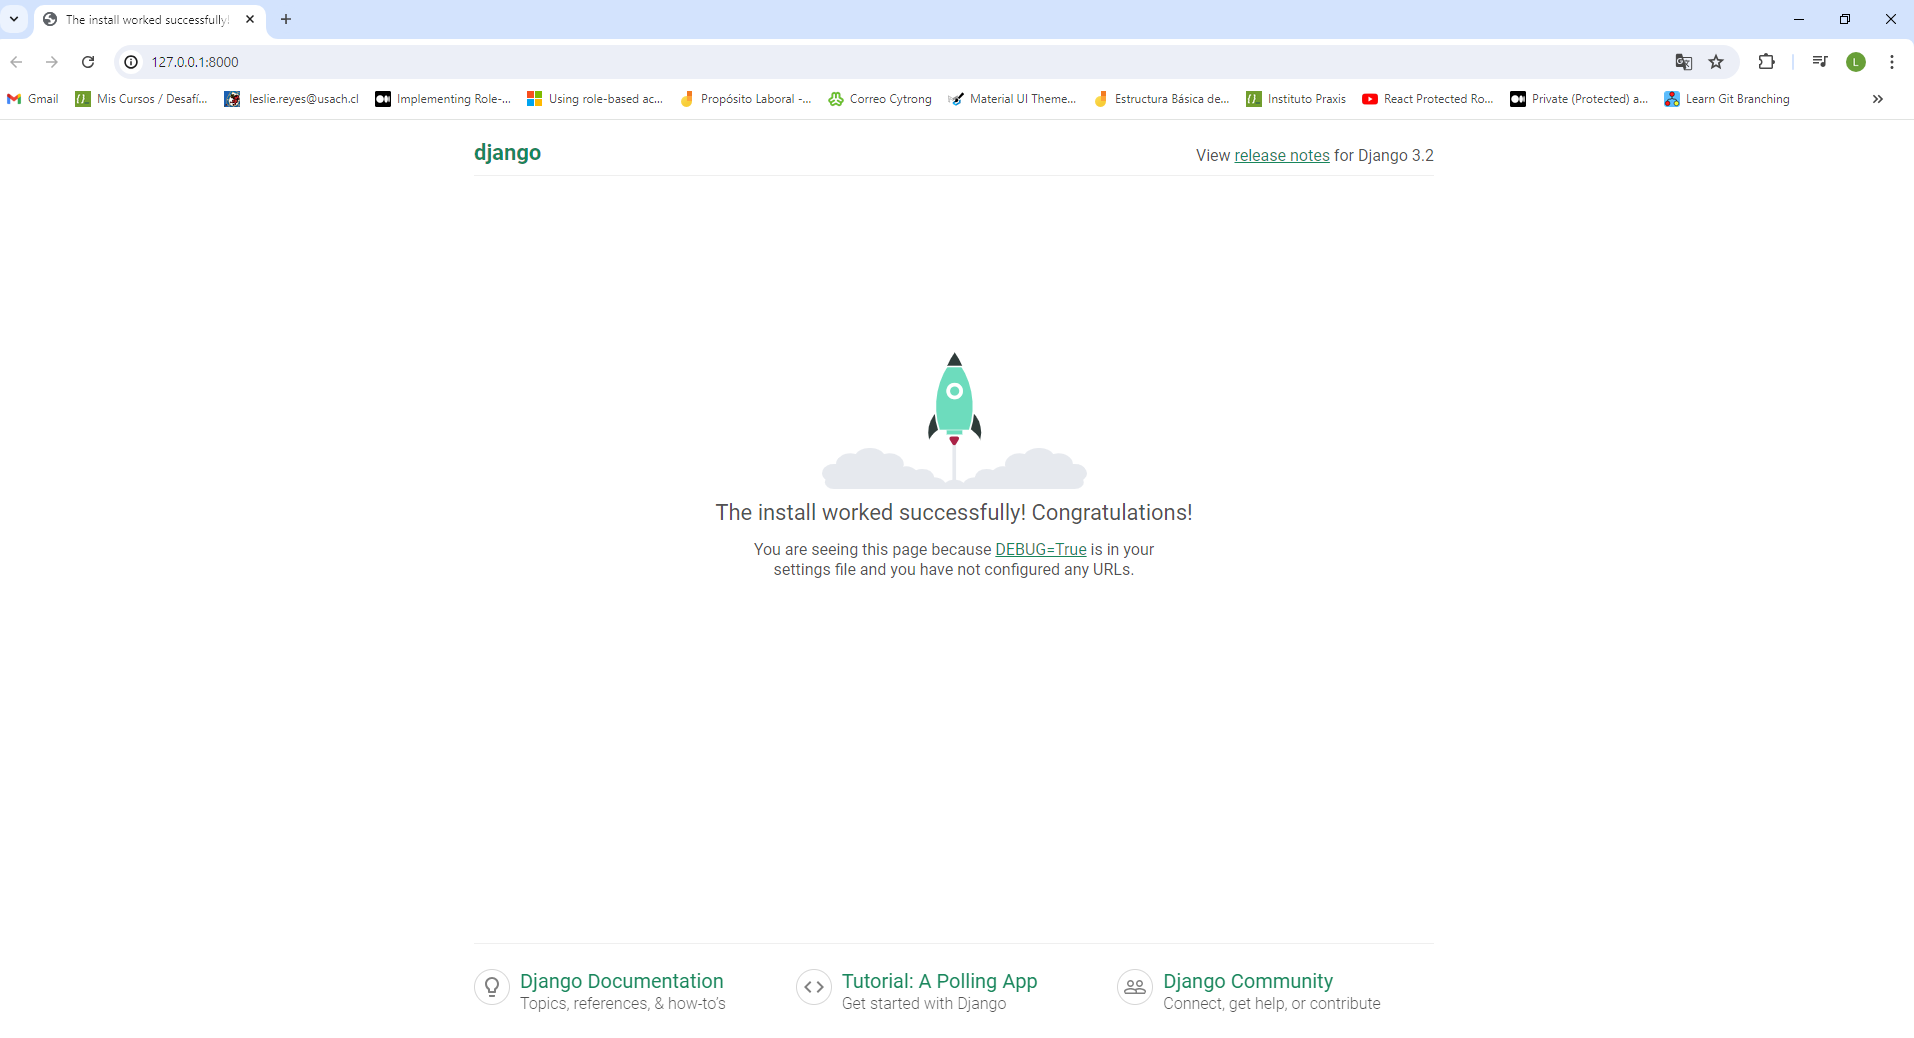 The install worked successfully!
127.0.0.1:8000
L
Gmail
Mis Cursos / Desafí...
leslie.reyes@usach.cl
Implementing Role-...
Using role-based ac...
Propósito Laboral -...
Correo Cytrong
Material UI Theme...
Estructura Básica de...
Instituto Praxis
React Protected Ro...
Private (Protected) a...
Learn Git Branching
django
View release notes for Django 3.2
The install worked successfully! Congratulations!
You are seeing this page because DEBUG=True is in your
settings file and you have not configured any URLs.
Django Documentation
Topics, references, & how-to’s
Tutorial: A Polling App
Get started with Django
Django Community
Connect, get help, or contribute